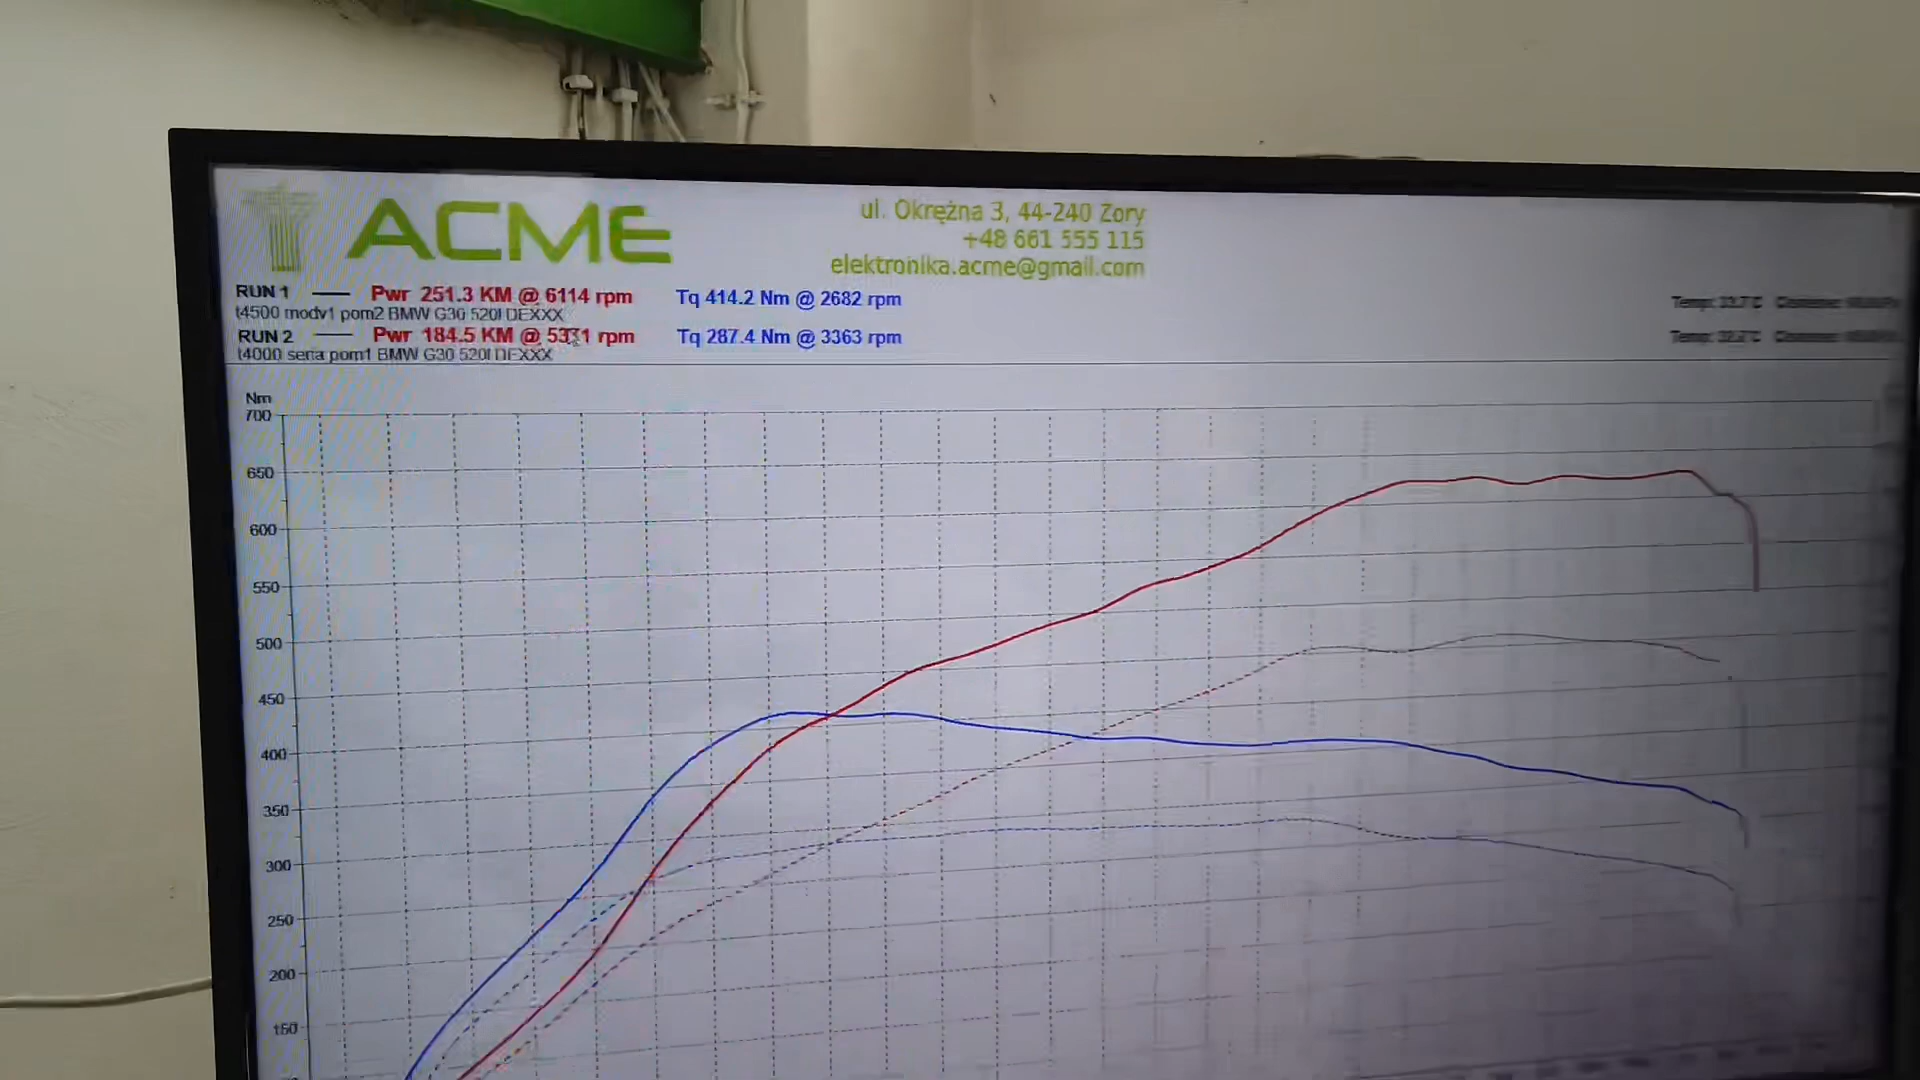 ACME
ul. Okrężna 3, 44-240 Żory
+48 661 555 115
elektronika.acme@gmail.com
RUN 1 Pwr 251.3 KM @ 6114 rpm Tq 414.2 Nm @ 2682 rpm
t4500 modv1 pom2 BMW G30 520I DEXXX
RUN 2 Pwr 184.5 KM @ 5331 rpm Tq 287.4 Nm @ 3363 rpm
t4000 seria pom1 BMW G30 520I DEXXX
Nm
700
650
600
550
500
450
400
350
300
250
200
150